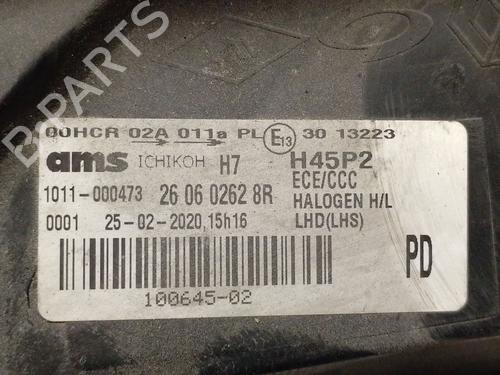 00HCR 02A 011a PL E13 30 13223
ams ICHIKOH H7 H45P2
1011-000473 26 06 0262 8R ECE/CCC
HALOGEN H/L
0001 25-02-2020,15h16 LHD(LHS)
PD
100645-02
B-PARTS